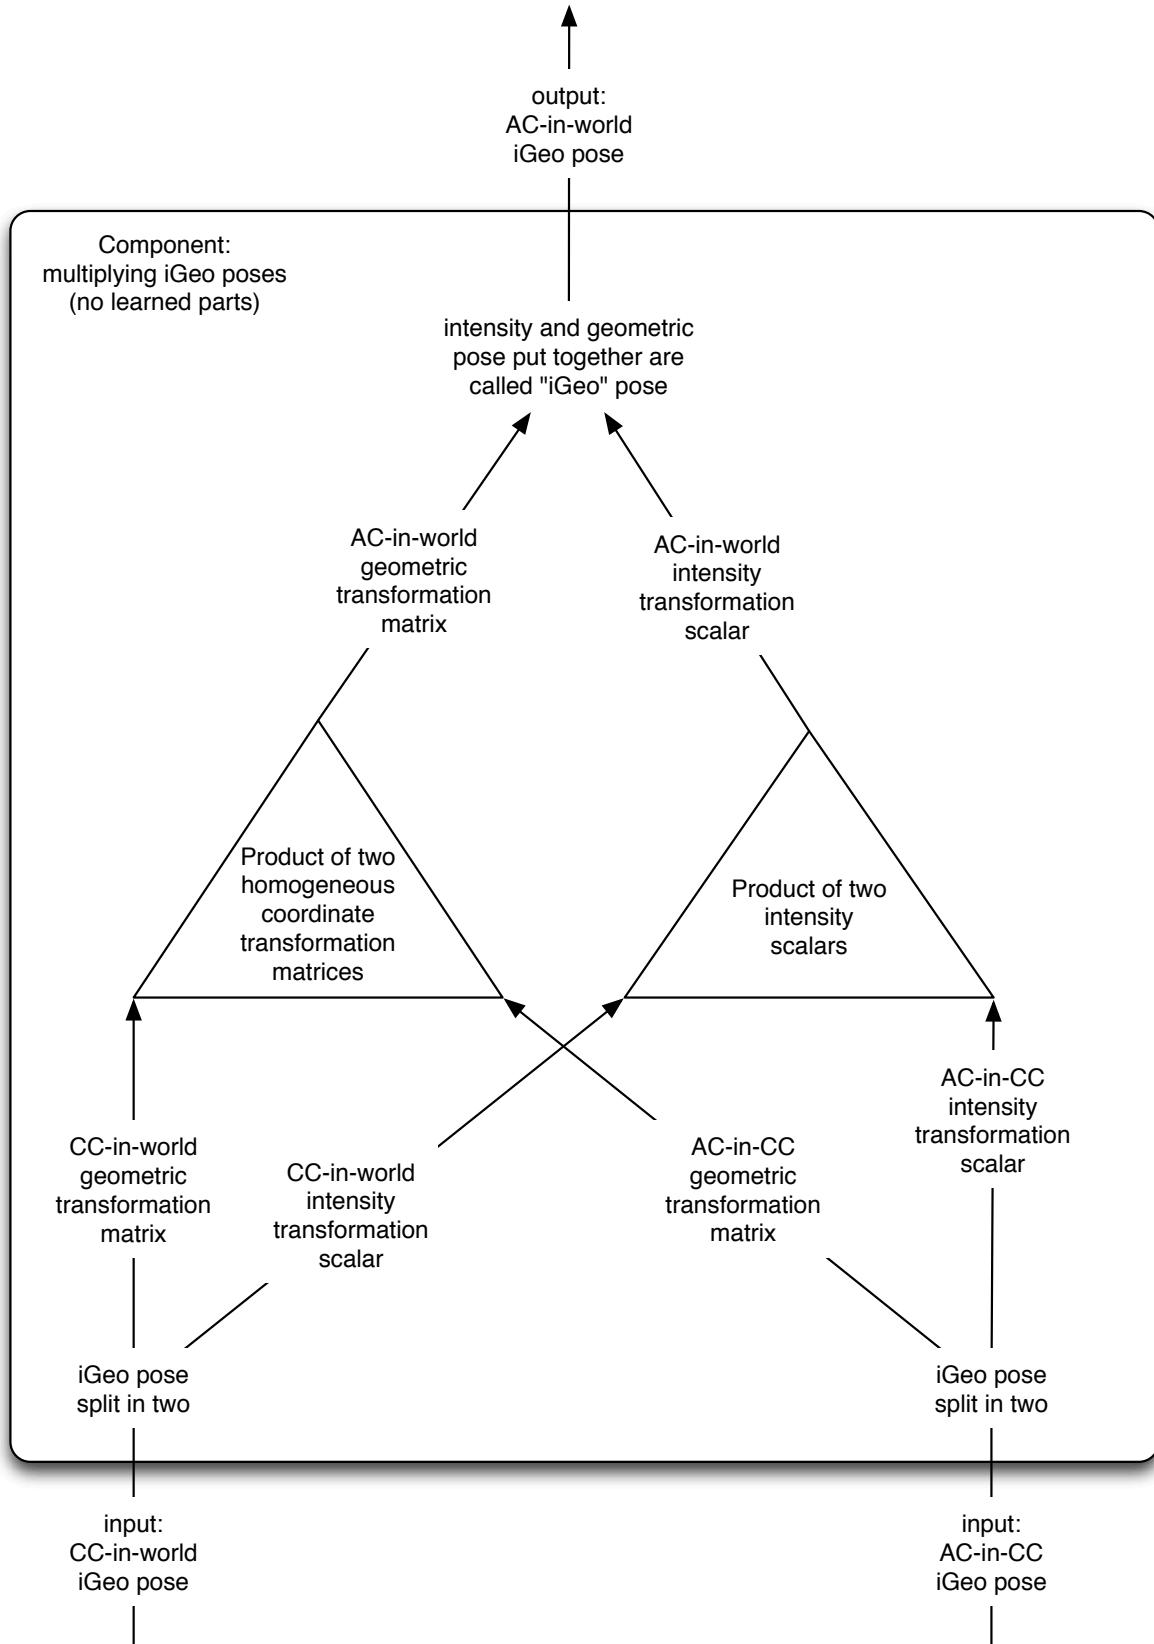 output:
AC-in-world
iGeo pose
Component:
multiplying iGeo poses
(no learned parts)
intensity and geometric
pose put together are
called "iGeo" pose
AC-in-world
geometric
transformation
matrix
AC-in-world
intensity
transformation
scalar
Product of two
homogeneous
coordinate
transformation
matrices
Product of two
intensity
scalars
CC-in-world
geometric
transformation
matrix
CC-in-world
intensity
transformation
scalar
AC-in-CC
geometric
transformation
matrix
AC-in-CC
intensity
transformation
scalar
iGeo pose
split in two
iGeo pose
split in two
input:
CC-in-world
iGeo pose
input:
AC-in-CC
iGeo pose